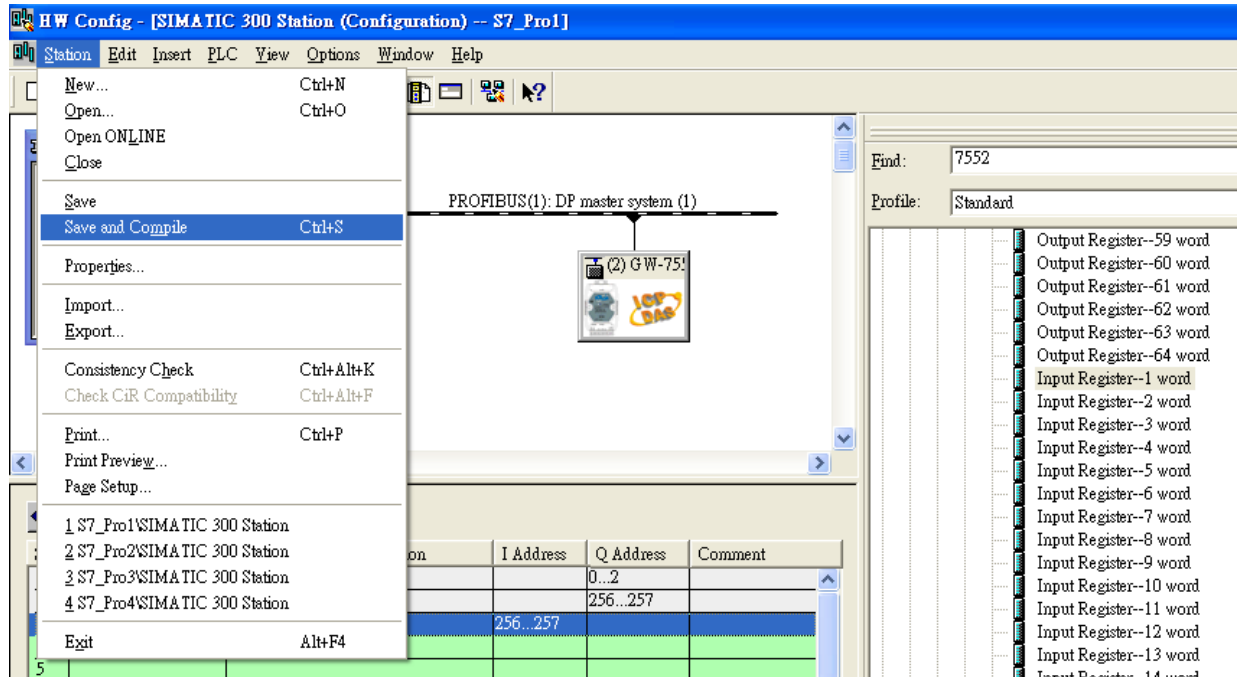 HW Config - [SIMATIC 300 Station (Configuration) -- S7_Pro1]
Station Edit Insert PLC View Options Window Help
New... Ctrl+N
Open... Ctrl+O
Open ONLINE
Close
Save
Save and Compile Ctrl+S
Properties...
Import...
Export...
Consistency Check Ctrl+Alt+K
Check CiR Compatibility Ctrl+Alt+F
Print... Ctrl+P
Print Preview...
Page Setup...
1 S7_Pro1\SIMATIC 300 Station
2 S7_Pro2\SIMATIC 300 Station
3 S7_Pro3\SIMATIC 300 Station
4 S7_Pro4\SIMATIC 300 Station
Exit Alt+F4
PROFIBUS(1): DP master system (1)
(2) GW-755
ICP
DAS
I Address Q Address Comment
0...2
256...257
256...257
5
Find: 7552
Profile: Standard
Output Register--59 word
Output Register--60 word
Output Register--61 word
Output Register--62 word
Output Register--63 word
Output Register--64 word
Input Register--1 word
Input Register--2 word
Input Register--3 word
Input Register--4 word
Input Register--5 word
Input Register--6 word
Input Register--7 word
Input Register--8 word
Input Register--9 word
Input Register--10 word
Input Register--11 word
Input Register--12 word
Input Register--13 word
Input Register--14 word